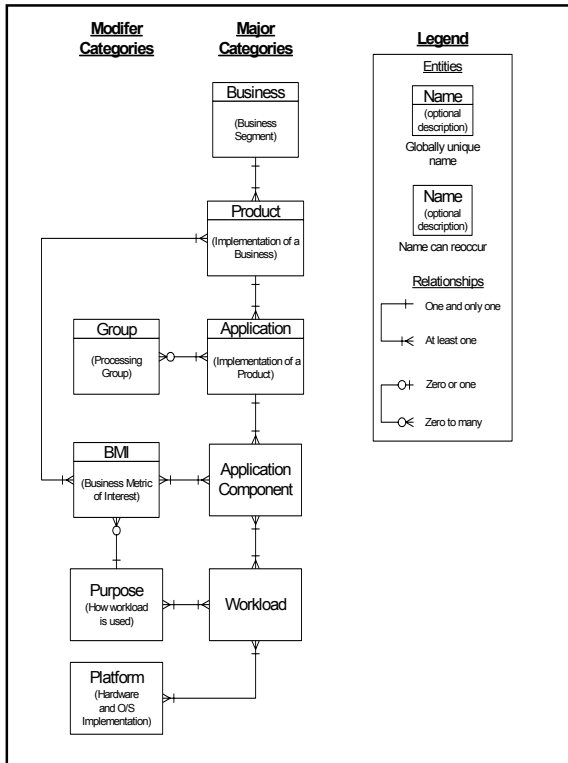 Modifer
Categories
Major
Categories
Business
(Business
Segment)
Product
(Implementation of a
Business)
Group
(Processing
Group)
Application
(Implementation of a
Product)
BMI
(Business Metric
of Interest)
Application
Component
Purpose
(How workload
is used)
Workload
Platform
(Hardware
and O/S
Implementation)
Legend
Entities
Name
(optional
description)
Globally unique
name
Name
(optional
description)
Name can reoccur
Relationships
One and only one
At least one
Zero or one
Zero to many